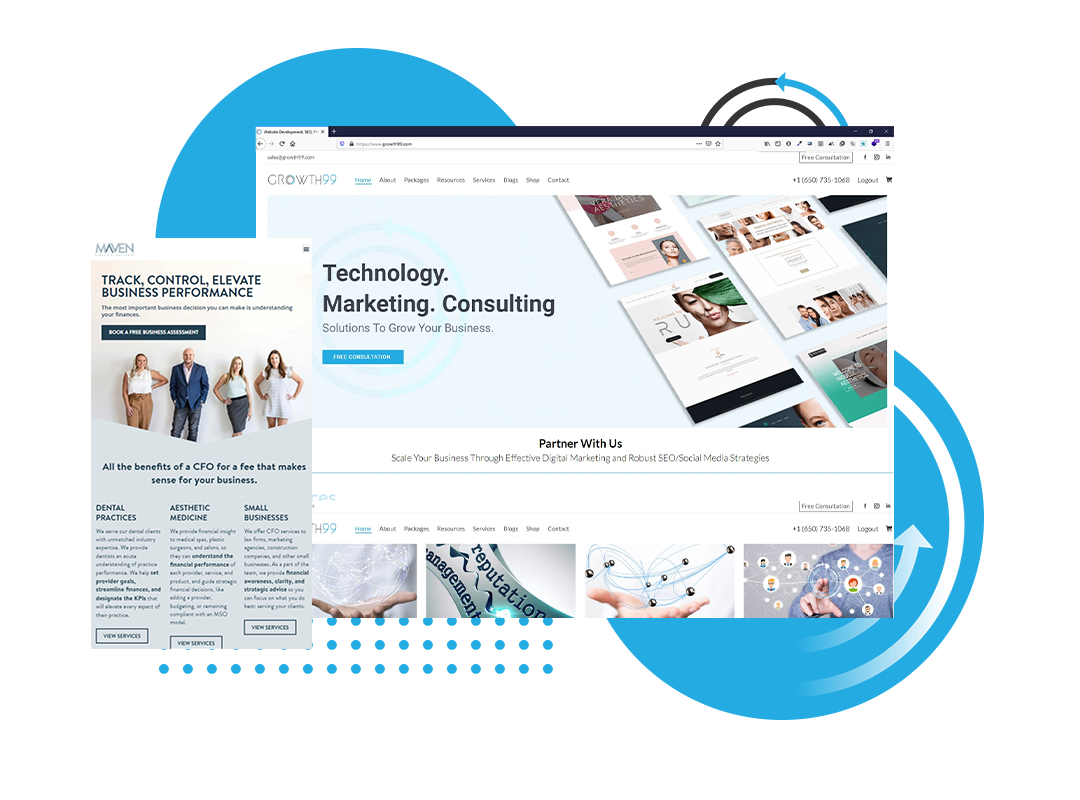 Website Development, SEO,
https://www.growth99.com
sales@growth99.com
Free Consultation
GROWTH99
Home About Packages Resources Services Blogs Shop Contact
+1 (650) 735-1068 Logout
Technology.
Marketing. Consulting
Solutions To Grow Your Business.
FREE CONSULTATION
AESTHETICS
WELCOME TO
RU
WELCOME TO
AESTHETIC
Partner With Us
Scale Your Business Through Effective Digital Marketing and Robust SEO/Social Media Strategies
Free Consultation
TH99
Home About Packages Resources Services Blogs Shop Contact
+1 (650) 735-1068 Logout
management
reputation
MAVEN
TRACK, CONTROL, ELEVATE
BUSINESS PERFORMANCE
The most important business decision you can make is understanding
your finances.
BOOK A FREE BUSINESS ASSESSMENT
All the benefits of a CFO for a fee that makes
sense for your business.
DENTAL
PRACTICES
We serve our dental clients
with unmatched industry
expertise. We provide
dentists an acute
understanding of practice
performance. We help set
provider goals,
streamline finances, and
designate the KPIs that
will elevate every aspect of
their practice.
VIEW SERVICES
AESTHETIC
MEDICINE
We provide financial insight
to medical spas, plastic
surgeons, and salons, so
they can understand the
financial performance of
each provider, service, and
product, and guide strategic
financial decisions, like
adding a provider,
budgeting, or remaining
compliant with an MSO
model.
VIEW SERVICES
SMALL
BUSINESSES
We offer CFO services to
law firms, marketing
agencies, construction
companies, and other small
businesses. As a part of the
team, we provide financial
awareness, clarity, and
strategic advice so you
can focus on what you do
best: serving your clients.
VIEW SERVICES